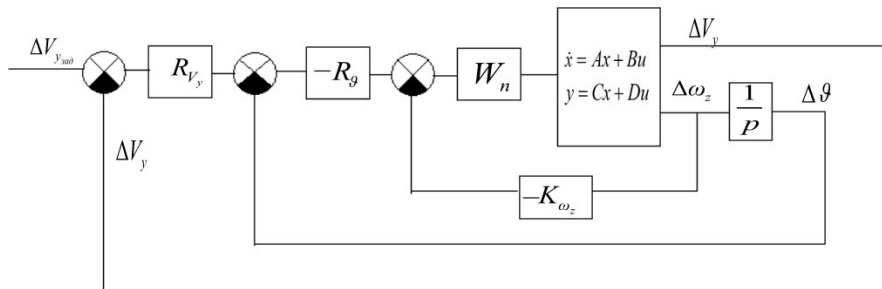 ΔV_{y_{зад}}
R_{V_y}
−R_ϑ
W_n
ẋ = Ax + Bu
y = Cx + Du
ΔV_y
Δω_z
1/p
Δϑ
ΔV_y
−K_{ω_z}